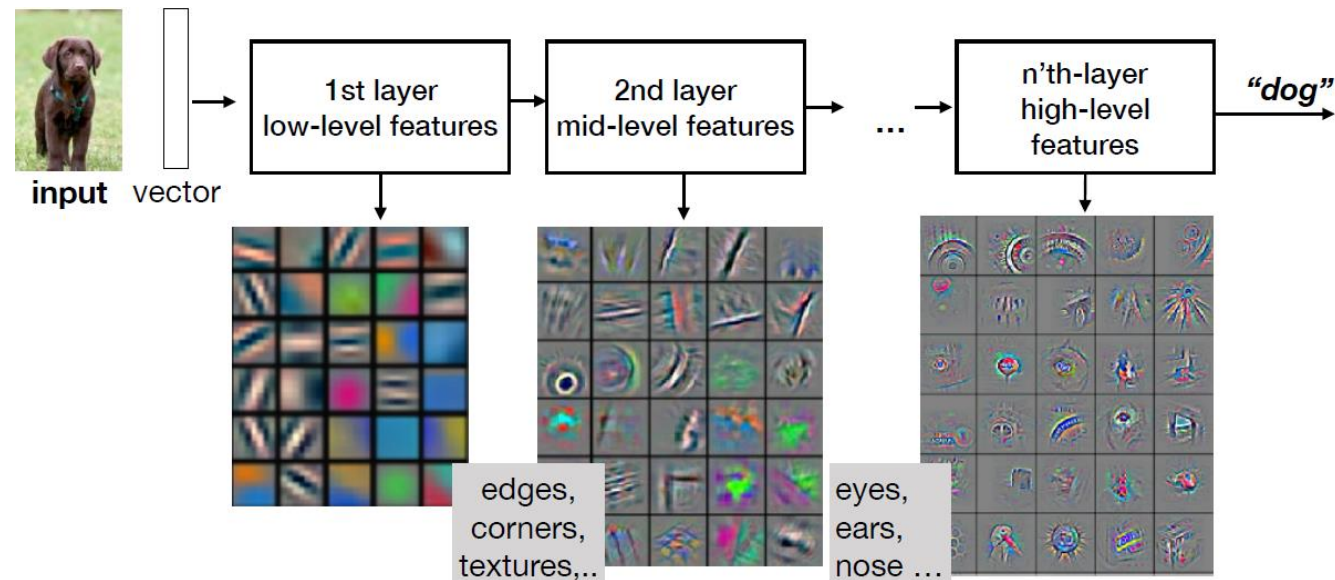 input
vector
1st layer
low-level features
2nd layer
mid-level features
...
n'th-layer
high-level
features
“dog”
edges,
corners,
textures,..
eyes,
ears,
nose ...